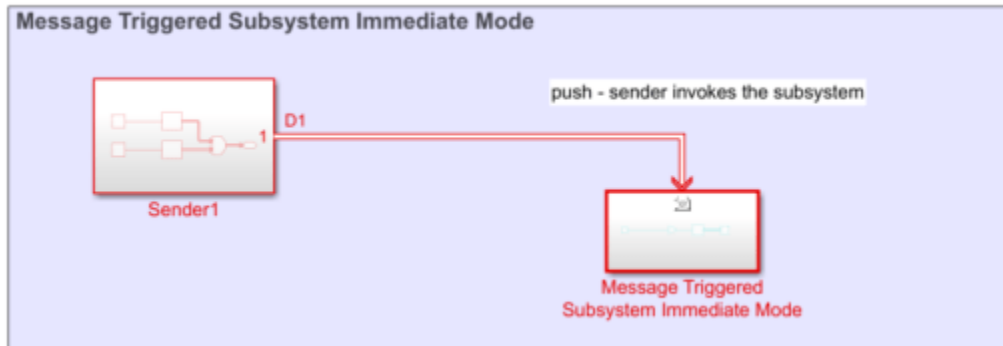 Message Triggered Subsystem Immediate Mode
push - sender invokes the subsystem
D1
1
Sender1
Message Triggered
Subsystem Immediate Mode